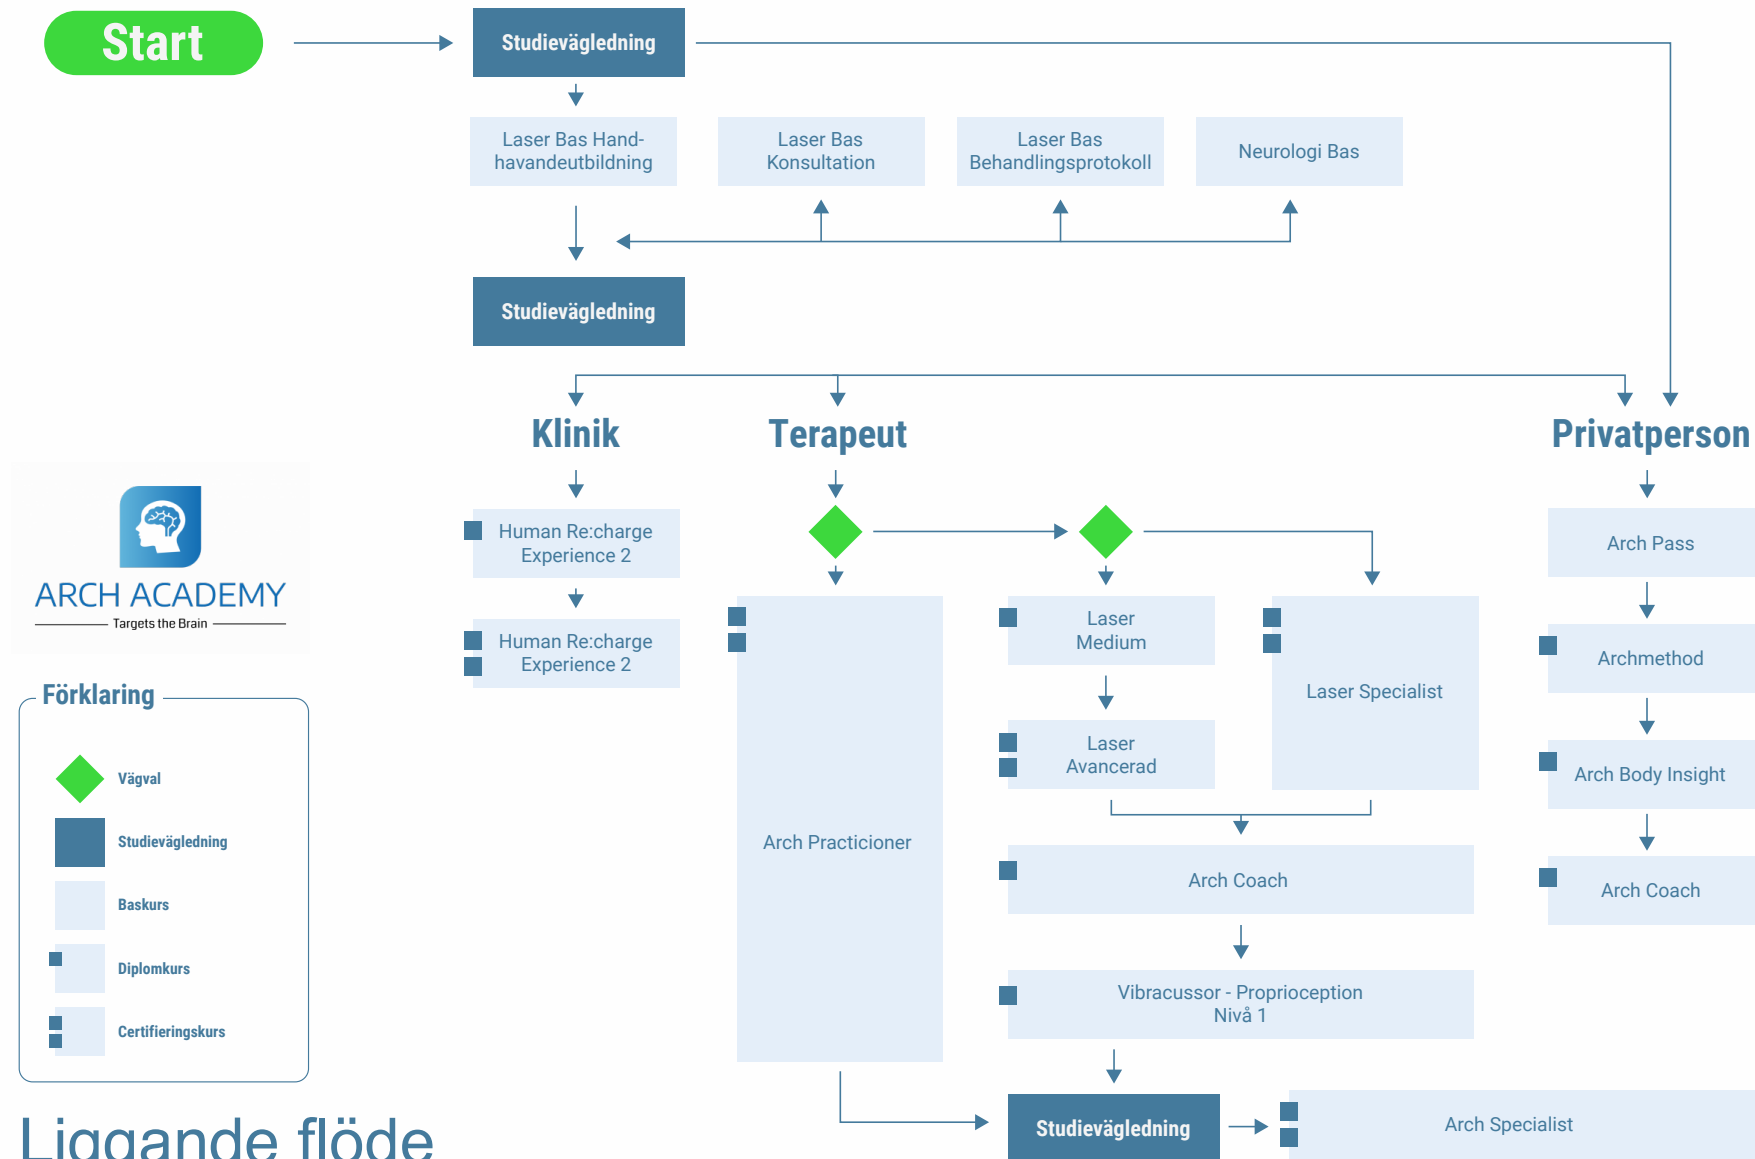 Start
Studievägledning
Laser Bas Hand-
havandeutbildning
Laser Bas
Konsultation
Laser Bas
Behandlingsprotokoll
Neurologi Bas
Studievägledning
Klinik
Terapeut
Privatperson
Human Re:charge
Experience 2
Human Re:charge
Experience 2
Arch Practicioner
Laser
Medium
Laser
Avancerad
Laser Specialist
Arch Coach
Vibracussor - Proprioception
Nivå 1
Studievägledning
Arch Specialist
Arch Pass
Archmethod
Arch Body Insight
Arch Coach
ARCH ACADEMY
Targets the Brain
Förklaring
Vägval
Studievägledning
Baskurs
Diplomkurs
Certifieringskurs
Liggande flöde